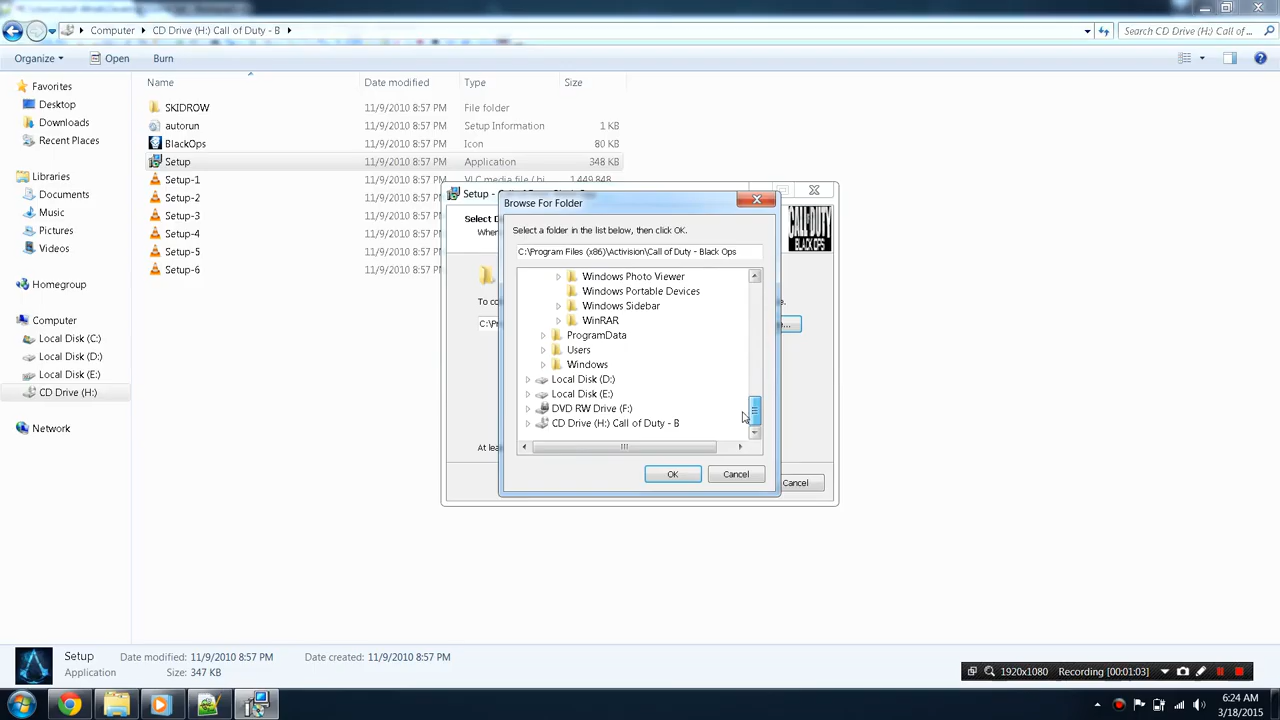 Computer ▸ CD Drive (H:) Call of Duty - B ▸
Search CD Drive (H:) Call of ...
Organize Open Burn
Name Date modified Type Size
Favorites
Desktop
Downloads
Recent Places
Libraries
Documents
Music
Pictures
Videos
Homegroup
Computer
Local Disk (C:)
Local Disk (D:)
Local Disk (E:)
CD Drive (H:)
Network
SKIDROW 11/9/2010 8:57 PM File folder
autorun 11/9/2010 8:57 PM Setup Information 1 KB
BlackOps 11/9/2010 8:57 PM Icon 80 KB
Setup 11/9/2010 8:57 PM Application 348 KB
Setup-1 11/9/2010 8:57 PM VLC media file
Setup-2 11/9/2010 8:57 PM
Setup-3 11/9/2010 8:57 PM
Setup-4 11/9/2010 8:57 PM
Setup-5 11/9/2010 8:57 PM
Setup-6 11/9/2010 8:57 PM
Setup -
Select D
Whe
CALL OF DUTY
BLACK OPS
To co
C:\Pr
At lea
Cancel
Browse For Folder
Select a folder in the list below, then click OK.
C:\Program Files (x86)\Activision\Call of Duty - Black Ops
Windows Photo Viewer
Windows Portable Devices
Windows Sidebar
WinRAR
ProgramData
Users
Windows
Local Disk (D:)
Local Disk (E:)
DVD RW Drive (F:)
CD Drive (H:) Call of Duty - B
OK Cancel
Setup Date modified: 11/9/2010 8:57 PM Date created: 11/9/2010 8:57 PM
Application Size: 347 KB
1920x1080 Recording [00:01:03]
6:24 AM
3/18/2015